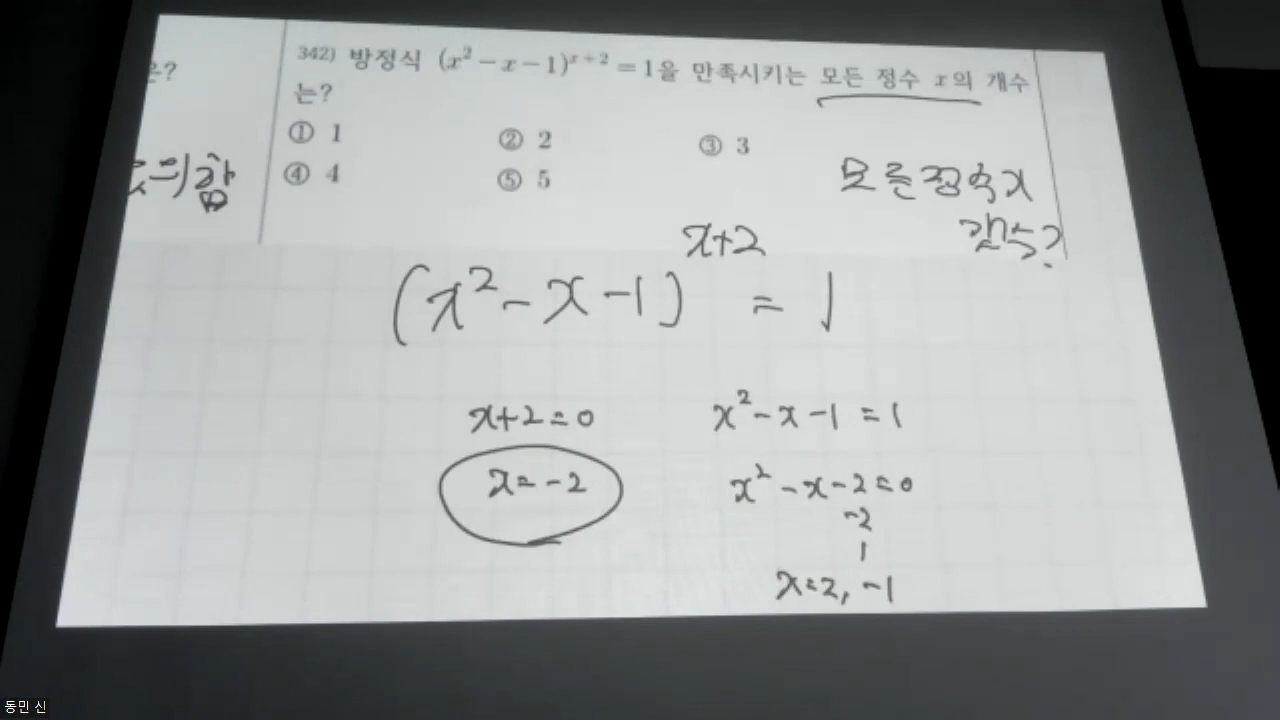 342) 방정식 (x²-x-1)^{x+2} = 1을 만족시키는 모든 정수 x의 개수
는?
① 1 ② 2 ③ 3
④ 4 ⑤ 5
의합
모든정수x
갯수?
(x²-x-1)^{x+2} = 1
x+2=0 x²-x-1=1
x=-2 x²-x-2=0
-2
1
x=2, -1
동민 신